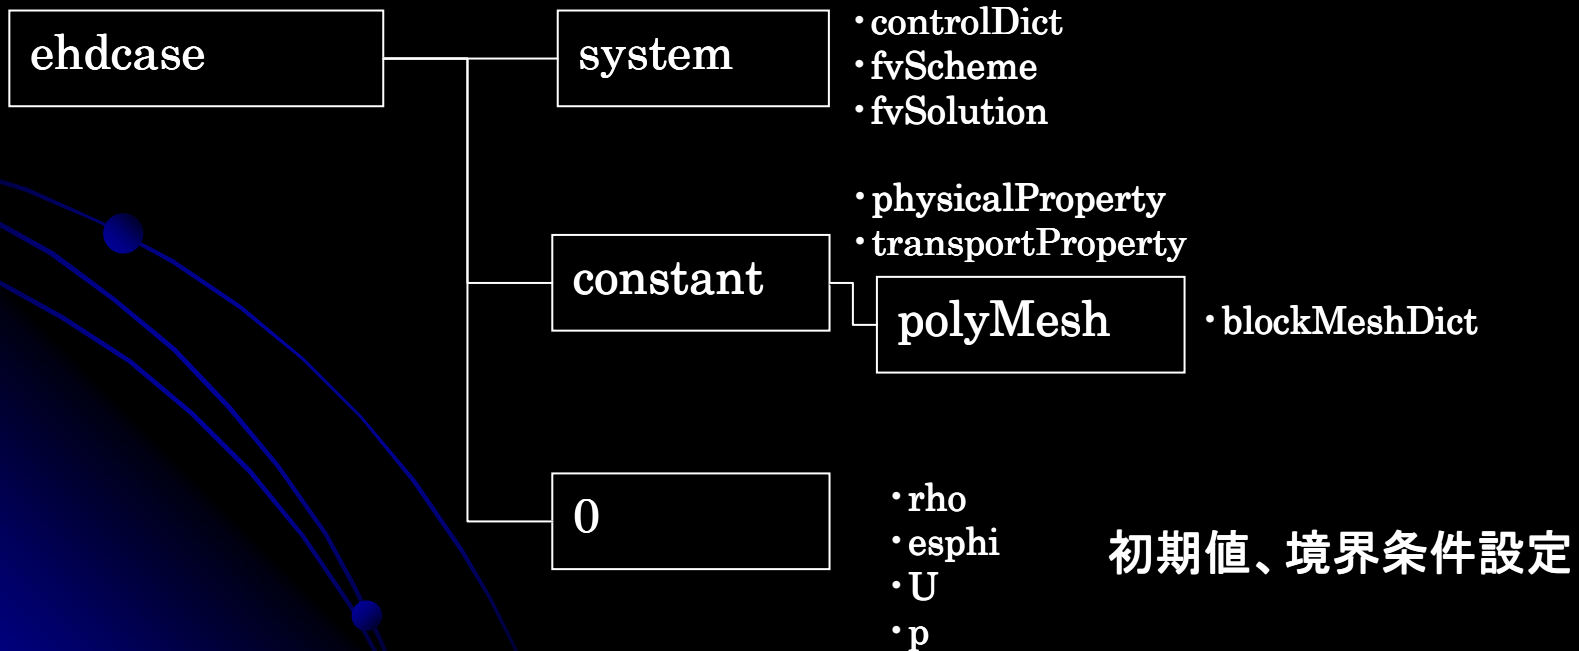 ehdcase
system
・controlDict
・fvScheme
・fvSolution
constant
・physicalProperty
・transportProperty
polyMesh
・blockMeshDict
0
・rho
・esphi
・U
・p
初期値、境界条件設定